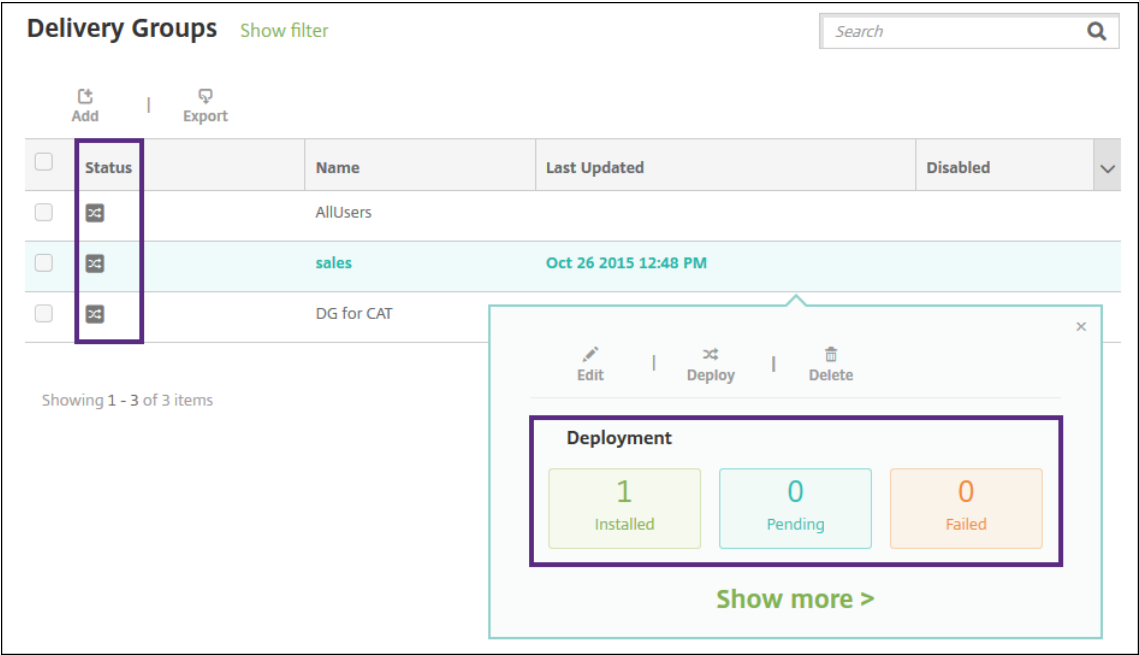 Delivery Groups Show filter Search
Add | Export
Status Name Last Updated Disabled
AllUsers
sales Oct 26 2015 12:48 PM
DG for CAT
Edit | Deploy | Delete
Showing 1 - 3 of 3 items
Deployment
1 0 0
Installed Pending Failed
Show more >